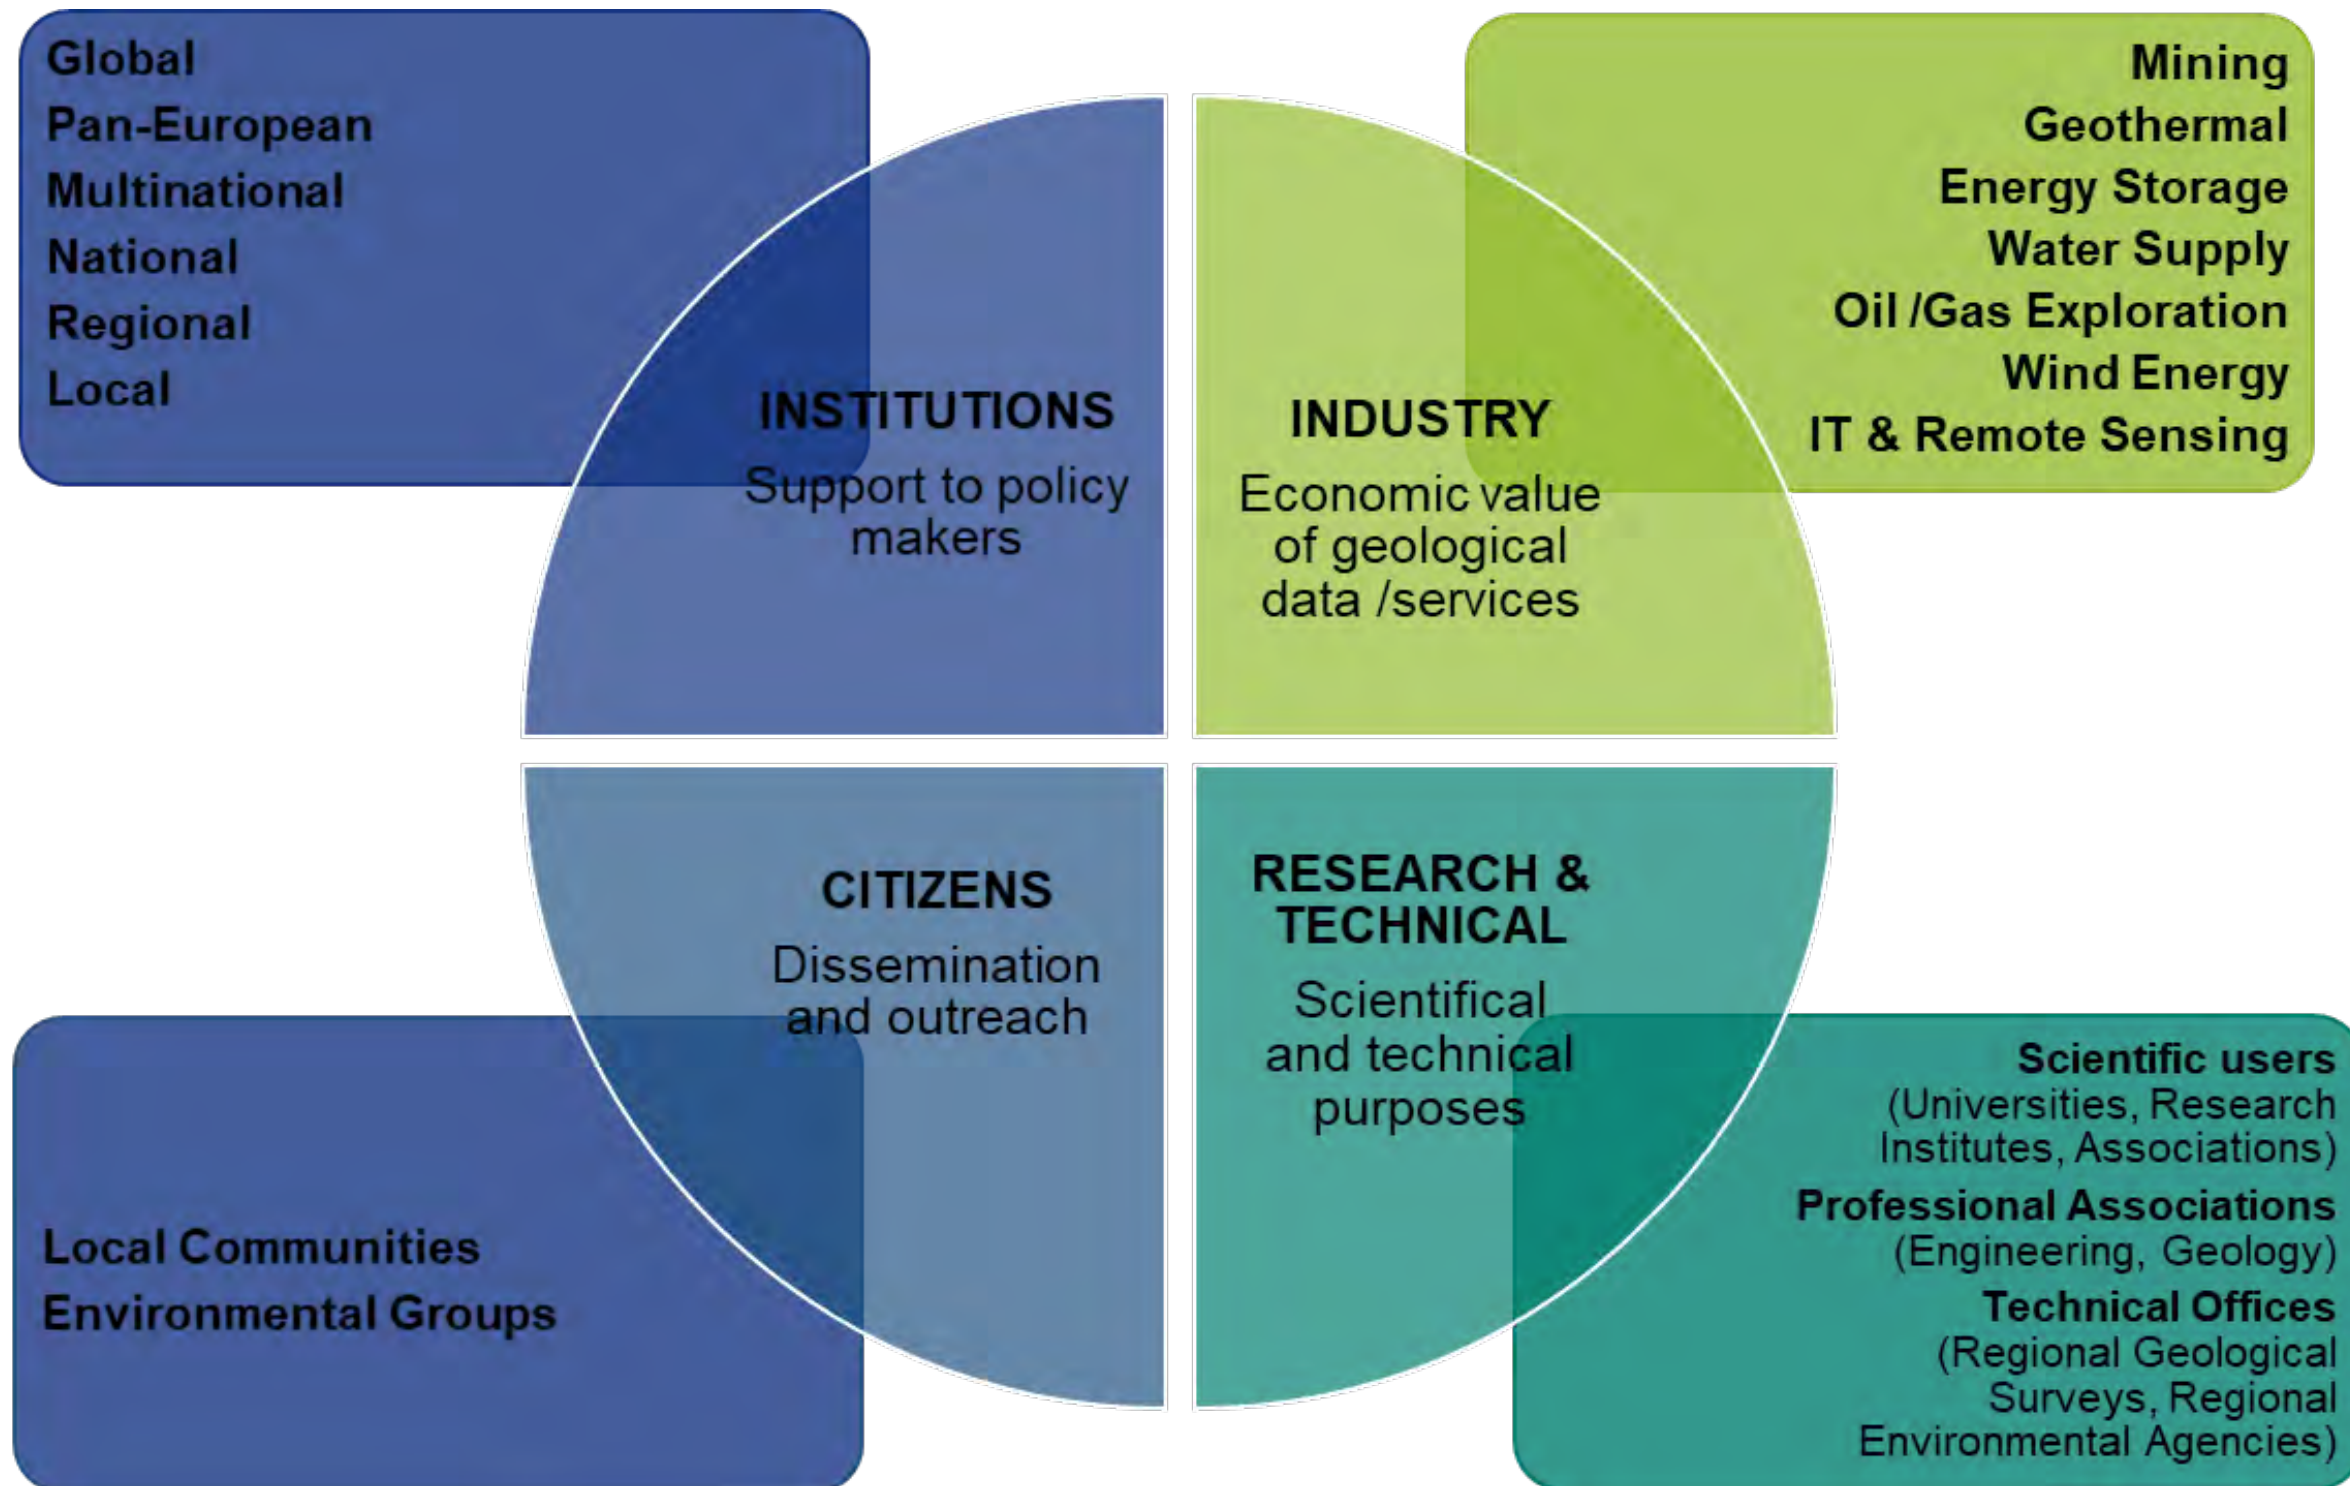 Global
Pan-European
Multinational
National
Regional
Local
INSTITUTIONS
Support to policy
makers
Mining
Geothermal
Energy Storage
Water Supply
Oil /Gas Exploration
Wind Energy
IT & Remote Sensing
INDUSTRY
Economic value
of geological
data /services
CITIZENS
Dissemination
and outreach
Local Communities
Environmental Groups
RESEARCH &
TECHNICAL
Scientifical
and technical
purposes
Scientific users
(Universities, Research
Institutes, Associations)
Professional Associations
(Engineering, Geology)
Technical Offices
(Regional Geological
Surveys, Regional
Environmental Agencies)